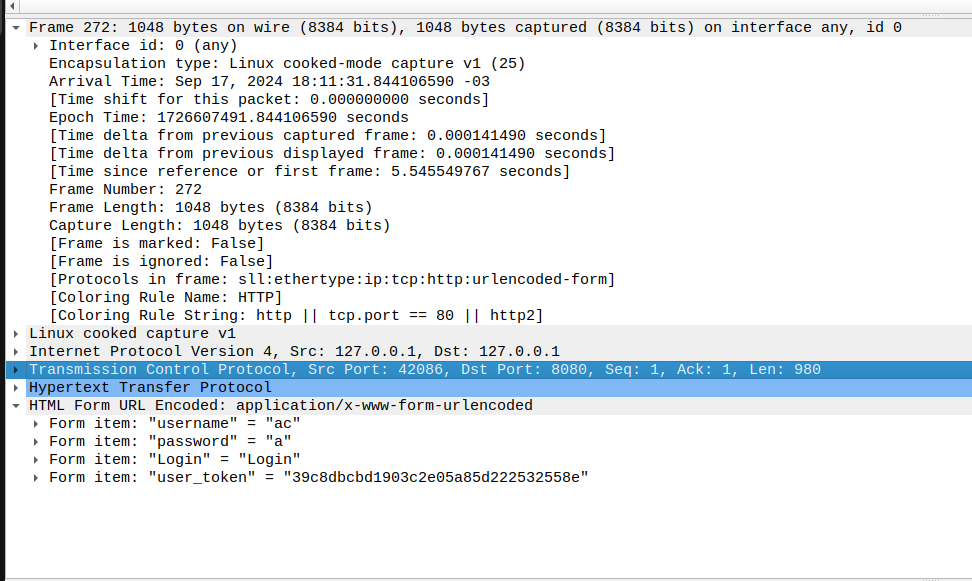 Frame 272: 1048 bytes on wire (8384 bits), 1048 bytes captured (8384 bits) on interface any, id 0
Interface id: 0 (any)
Encapsulation type: Linux cooked-mode capture v1 (25)
Arrival Time: Sep 17, 2024 18:11:31.844106590 -03
[Time shift for this packet: 0.000000000 seconds]
Epoch Time: 1726607491.844106590 seconds
[Time delta from previous captured frame: 0.000141490 seconds]
[Time delta from previous displayed frame: 0.000141490 seconds]
[Time since reference or first frame: 5.545549767 seconds]
Frame Number: 272
Frame Length: 1048 bytes (8384 bits)
Capture Length: 1048 bytes (8384 bits)
[Frame is marked: False]
[Frame is ignored: False]
[Protocols in frame: sll:ethertype:ip:tcp:http:urlencoded-form]
[Coloring Rule Name: HTTP]
[Coloring Rule String: http || tcp.port == 80 || http2]
Linux cooked capture v1
Internet Protocol Version 4, Src: 127.0.0.1, Dst: 127.0.0.1
Transmission Control Protocol, Src Port: 42086, Dst Port: 8080, Seq: 1, Ack: 1, Len: 980
Hypertext Transfer Protocol
HTML Form URL Encoded: application/x-www-form-urlencoded
Form item: "username" = "ac"
Form item: "password" = "a"
Form item: "Login" = "Login"
Form item: "user_token" = "39c8dbcbd1903c2e05a85d222532558e"